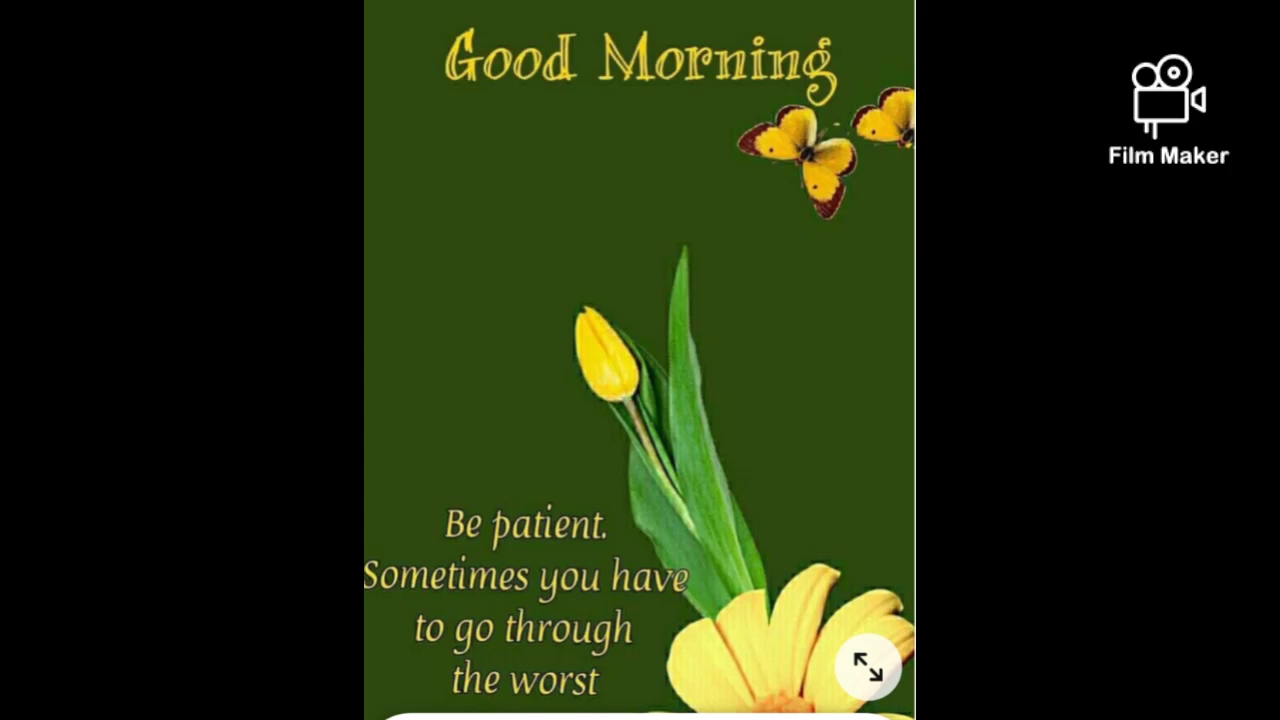 Good Morning
Film Maker
Be patient.
Sometimes you have
to go through
the worst